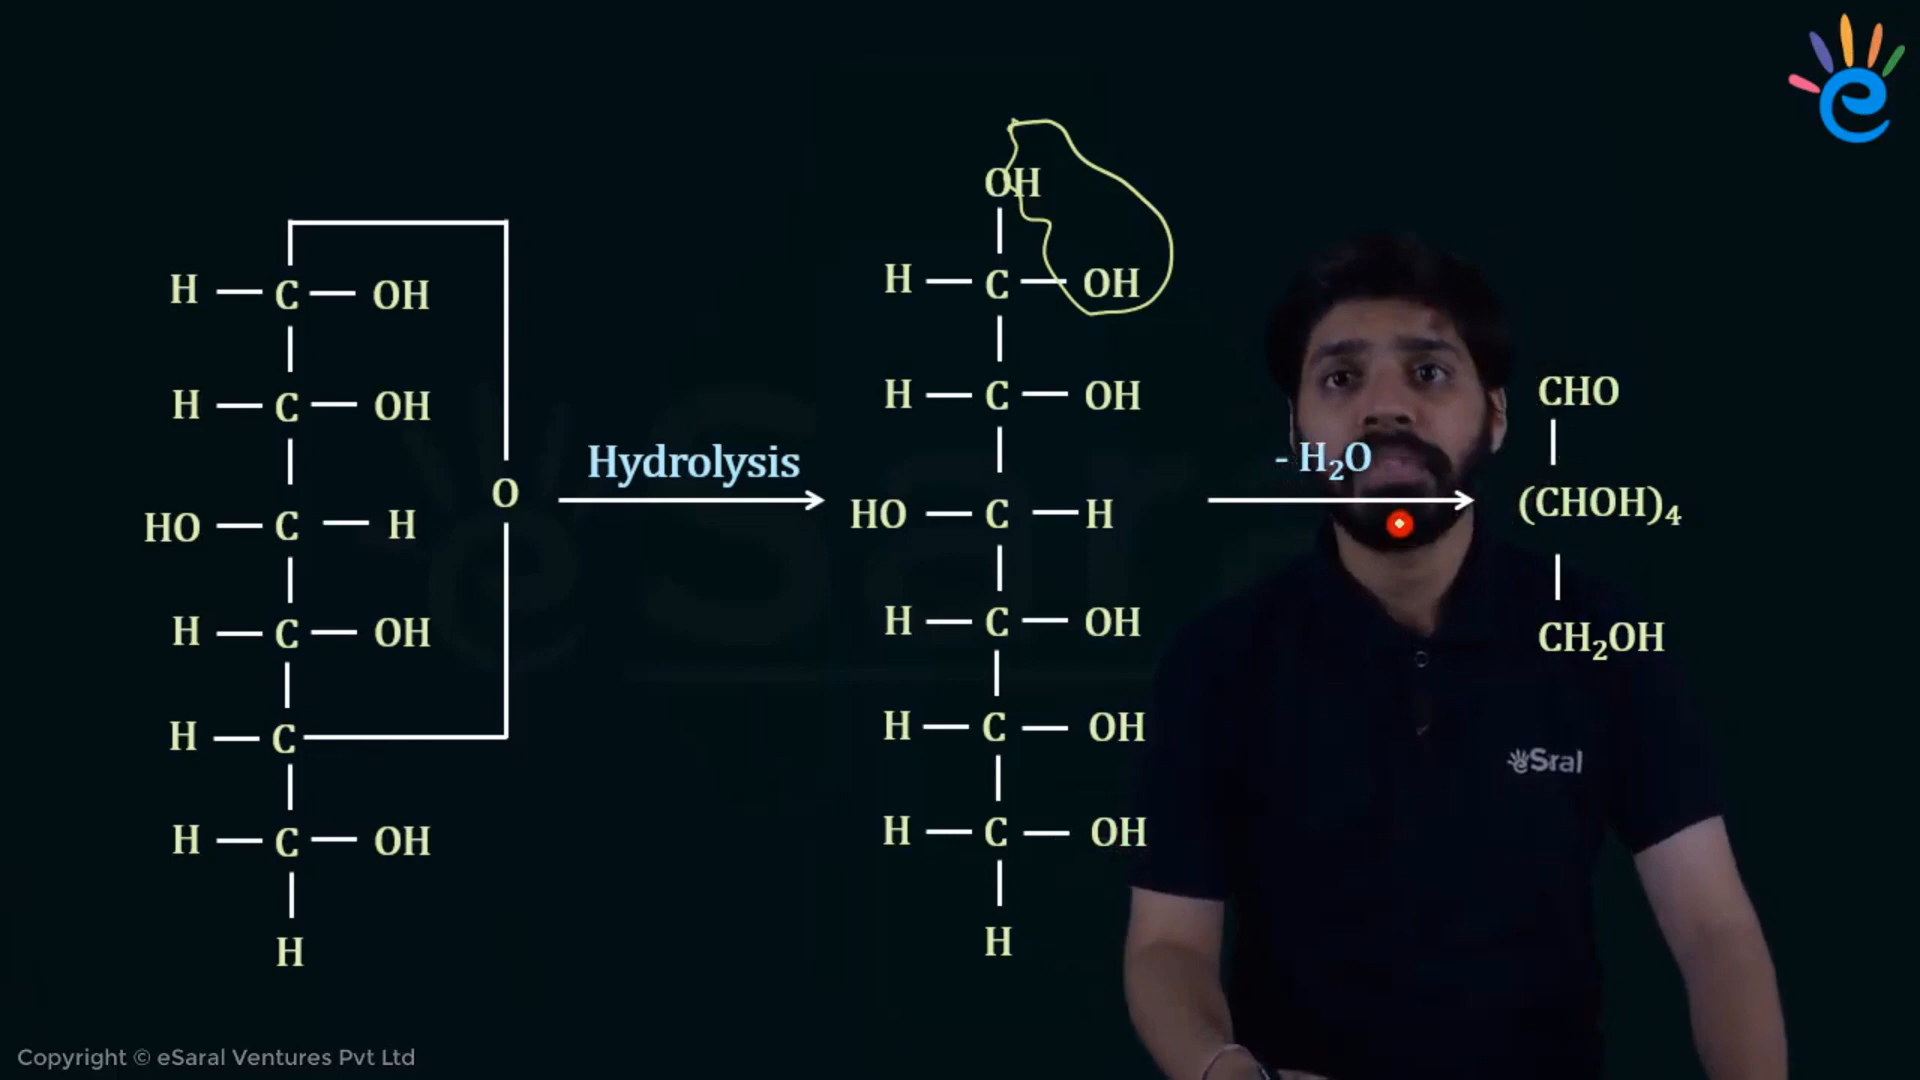 H — C — OH
H — C — OH
HO — C — H
H — C — OH
H — C
H — C — OH
H
O
Hydrolysis
OH
H — C — OH
H — C — OH
HO — C — H
H — C — OH
H — C — OH
H — C — OH
H
- H₂O
CHO
(CHOH)₄
CH₂OH
eSral
e
Copyright © eSaral Ventures Pvt Ltd